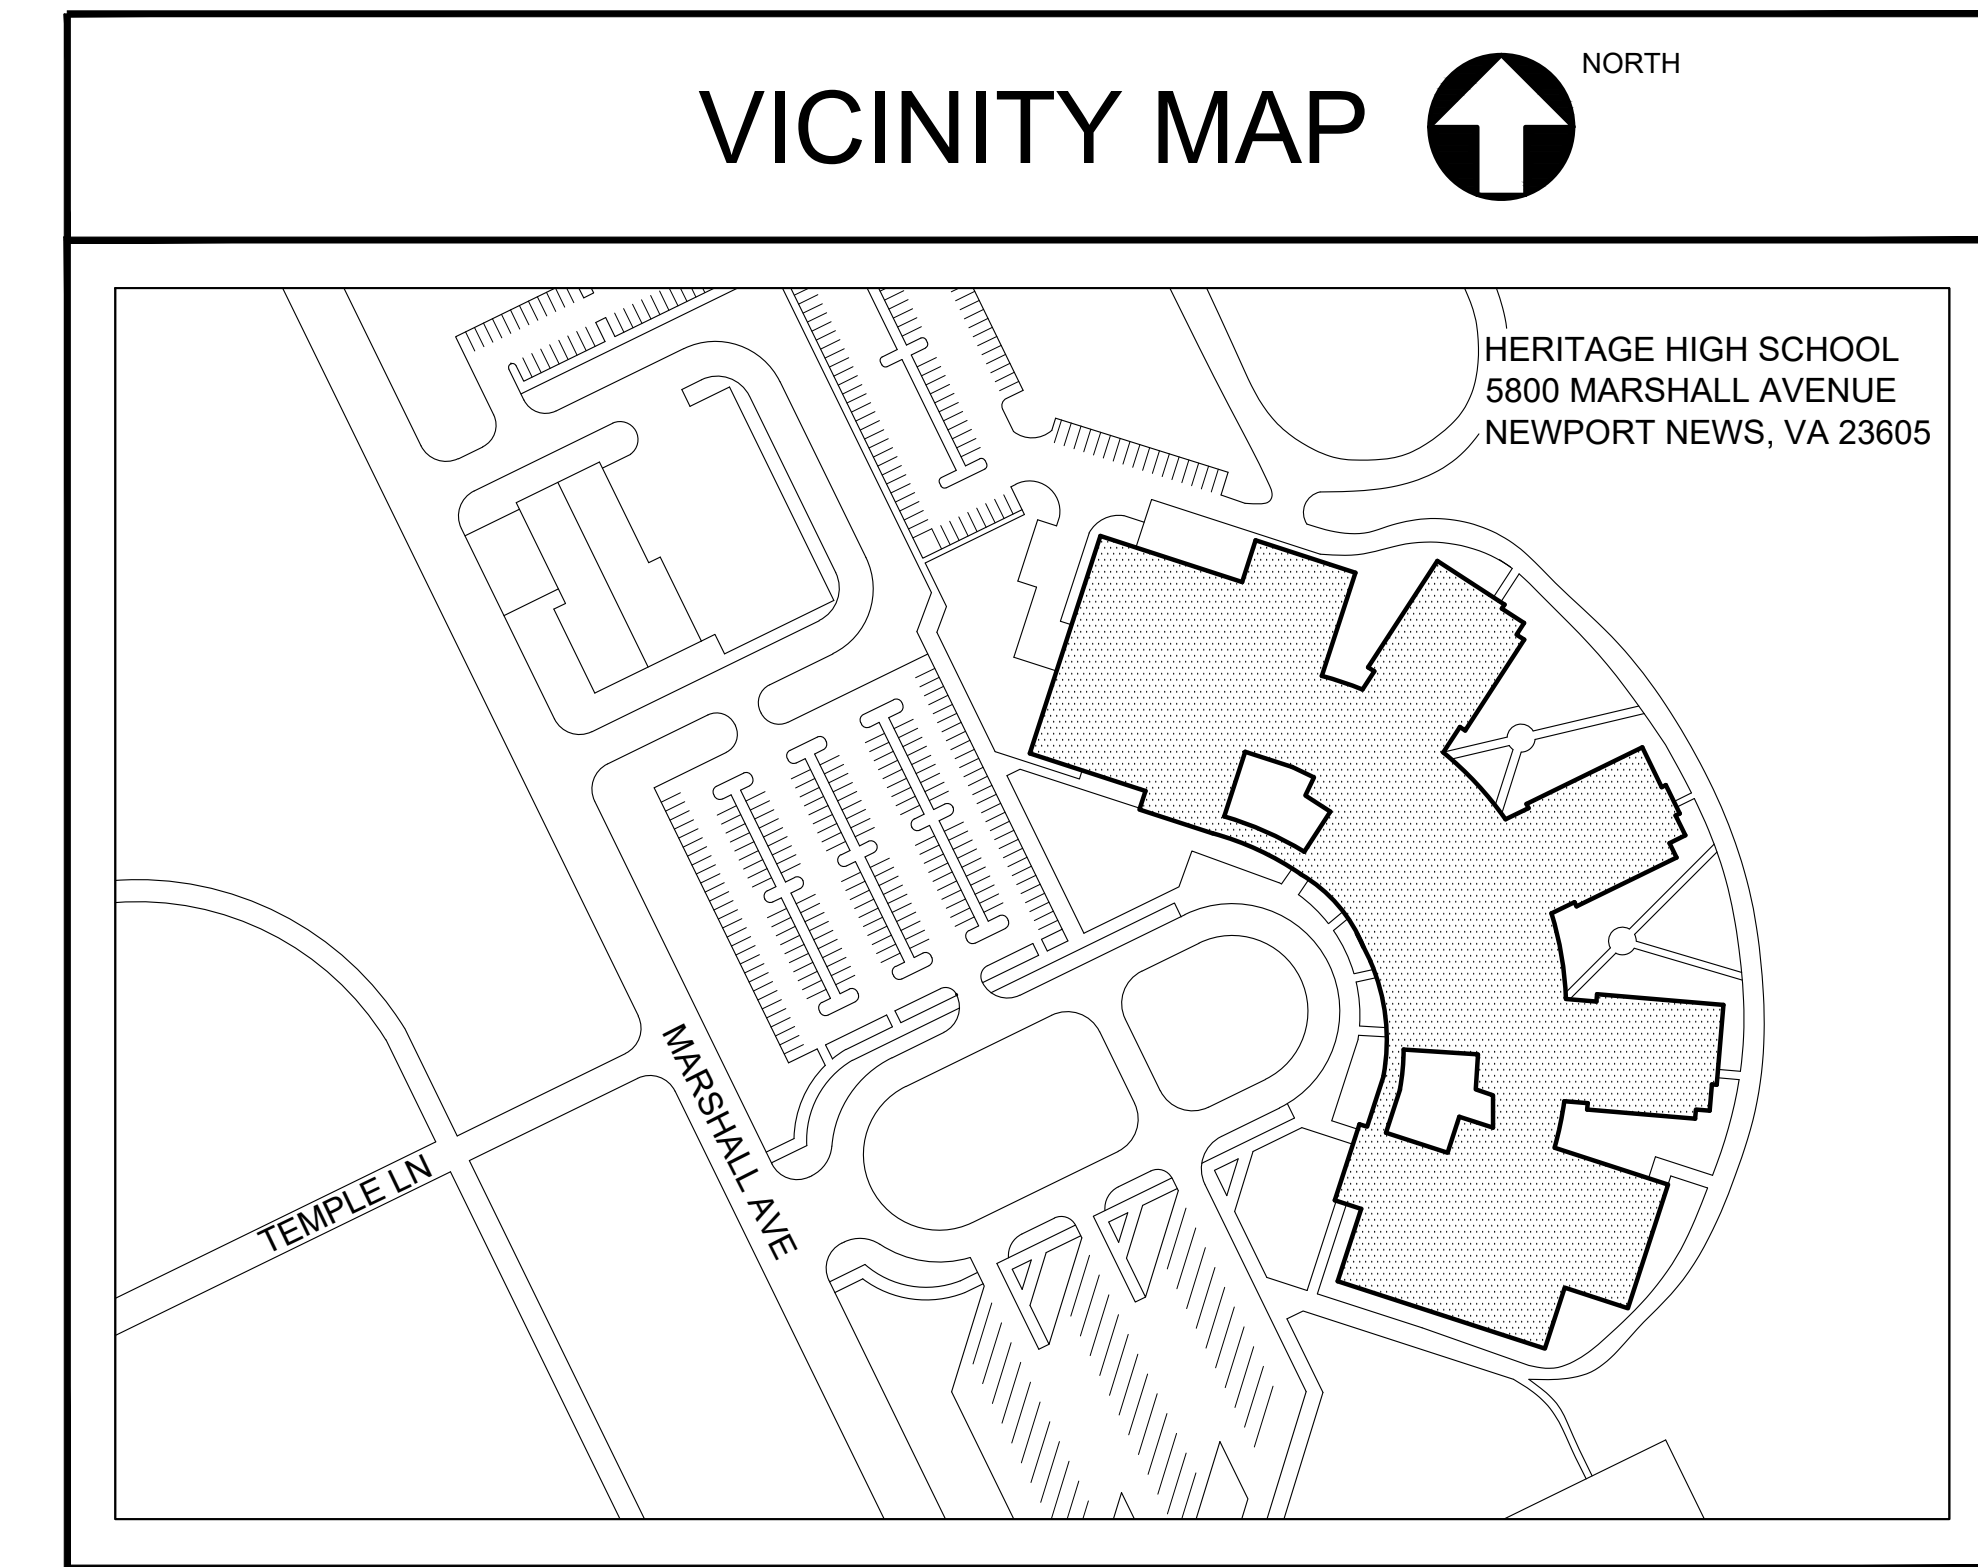 VICINITY MAP
NORTH
HERITAGE HIGH SCHOOL
5800 MARSHALL AVENUE
NEWPORT NEWS, VA 23605
MARSHALL AVE
TEMPLE LN